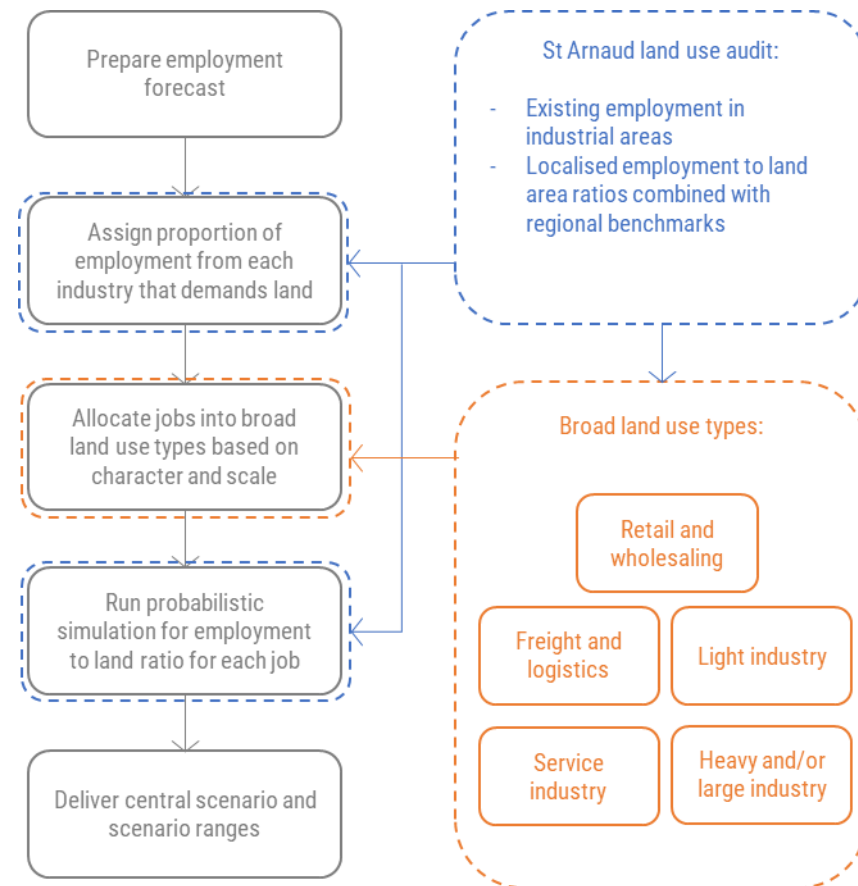 Prepare employment
forecast
Assign proportion of
employment from each
industry that demands land
Allocate jobs into broad
land use types based on
character and scale
Run probabilistic
simulation for employment
to land ratio for each job
Deliver central scenario and
scenario ranges
St Arnaud land use audit:
- Existing employment in
industrial areas
- Localised employment to land
area ratios combined with
regional benchmarks
Broad land use types:
Retail and
wholesaling
Freight and
logistics
Light industry
Service
industry
Heavy and/or
large industry